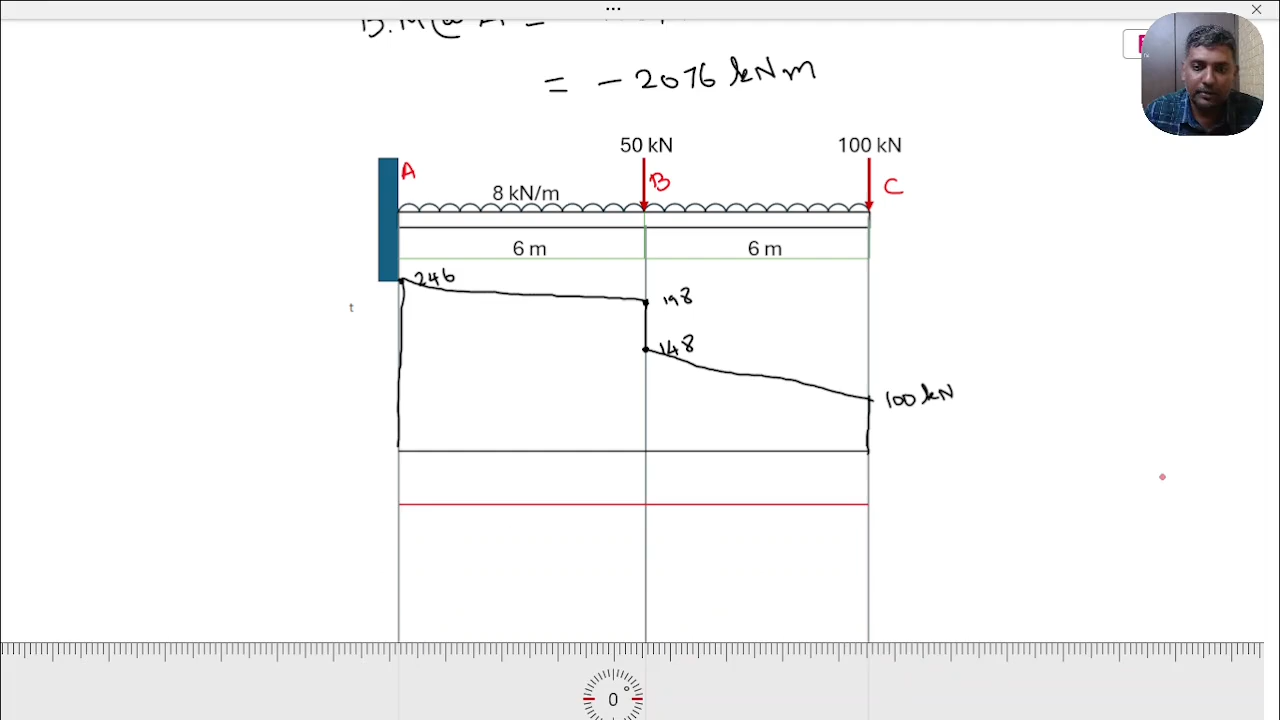 = - 2076 kNm
50 kN
100 kN
A
B
C
8 kN/m
6 m
6 m
246
198
t
148
100 kN
0°